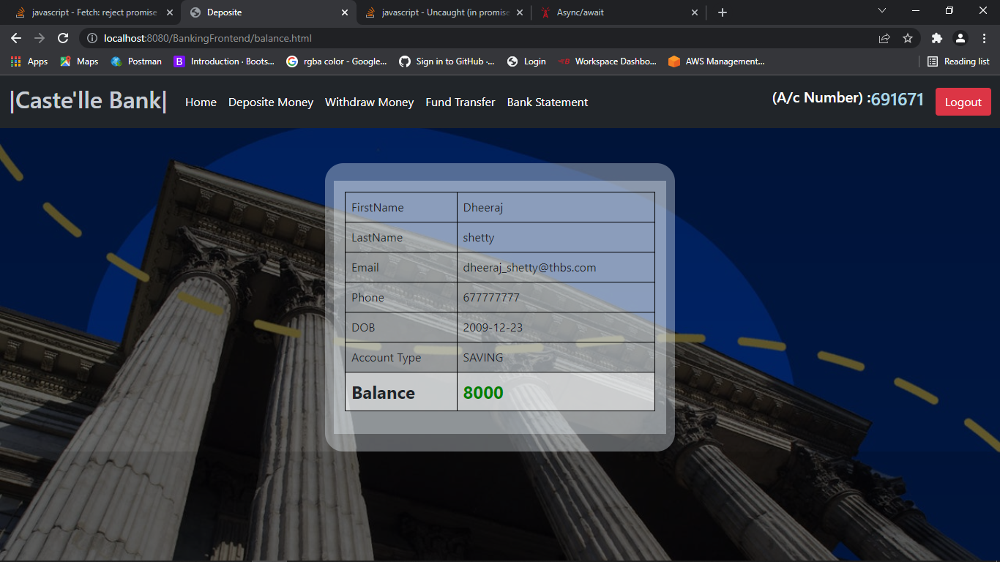 javascript - Fetch: reject promise
Deposite
javascript - Uncaught (in promise
Async/await
localhost:8080/BankingFrontend/balance.html
Apps Maps Postman Introduction · Boots... rgba color - Google... Sign in to GitHub ·... Login Workspace Dashbo... AWS Management... Reading list
|Caste'lle Bank| Home Deposite Money Withdraw Money Fund Transfer Bank Statement (A/c Number) :691671 Logout
FirstName Dheeraj
LastName shetty
Email dheeraj_shetty@thbs.com
Phone 677777777
DOB 2009-12-23
Account Type SAVING
Balance 8000